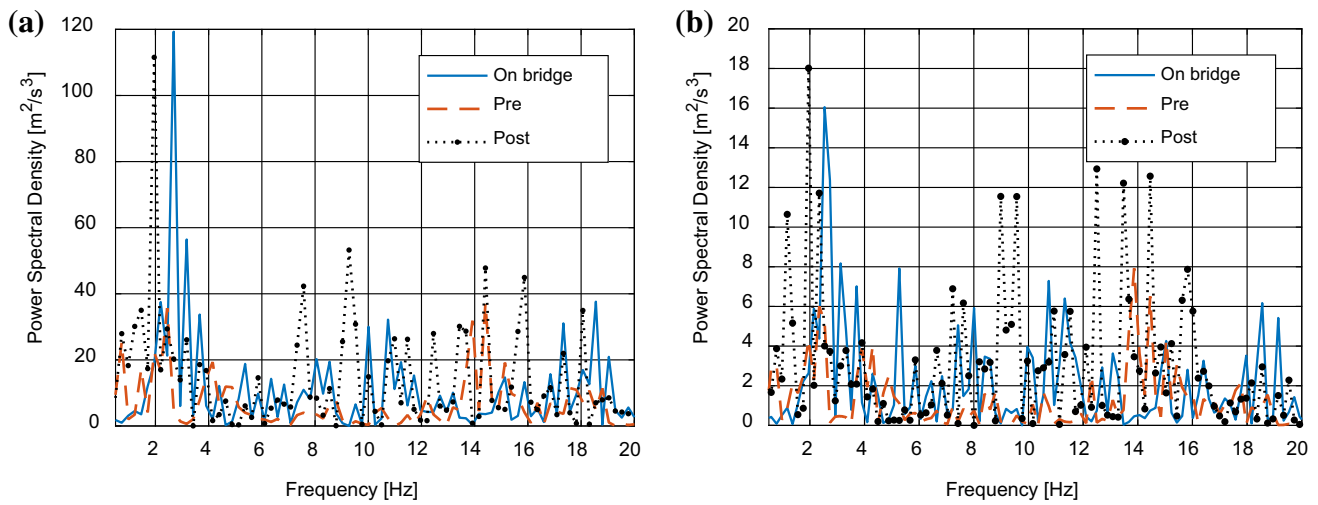 (a)
120
100
80
60
40
20
0
Power Spectral Density [m²/s³]
On bridge
Pre
Post
2 4 6 8 10 12 14 16 18 20
Frequency [Hz]
(b)
20
18
16
14
12
10
8
6
4
2
0
Power Spectral Density [m²/s³]
On bridge
Pre
Post
2 4 6 8 10 12 14 16 18 20
Frequency [Hz]